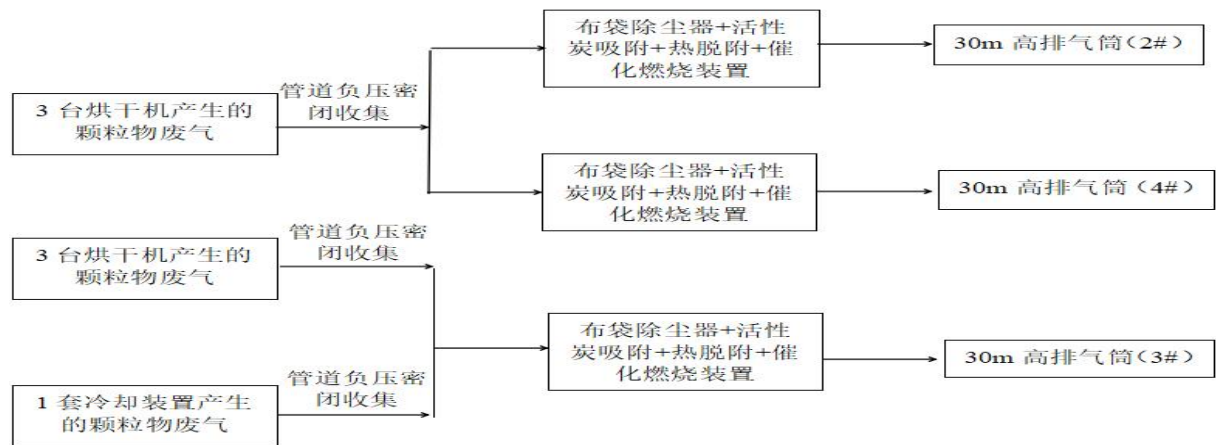 布袋除尘器+活性
炭吸附+热脱附+催
化燃烧装置
30m 高排气筒（2#）
管道负压密
闭收集
3 台烘干机产生的
颗粒物废气
布袋除尘器+活性
炭吸附+热脱附+催
化燃烧装置
30m 高排气筒（4#）
管道负压密
闭收集
3 台烘干机产生的
颗粒物废气
布袋除尘器+活性
炭吸附+热脱附+催
化燃烧装置
30m 高排气筒（3#）
管道负压密
闭收集
1 套冷却装置产生
的颗粒物废气